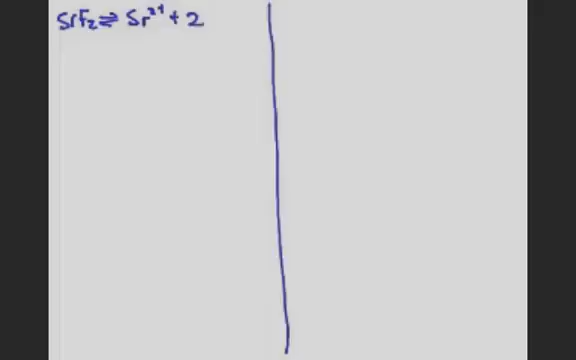 SrF₂ ⇌ Sr²⁺ + 2